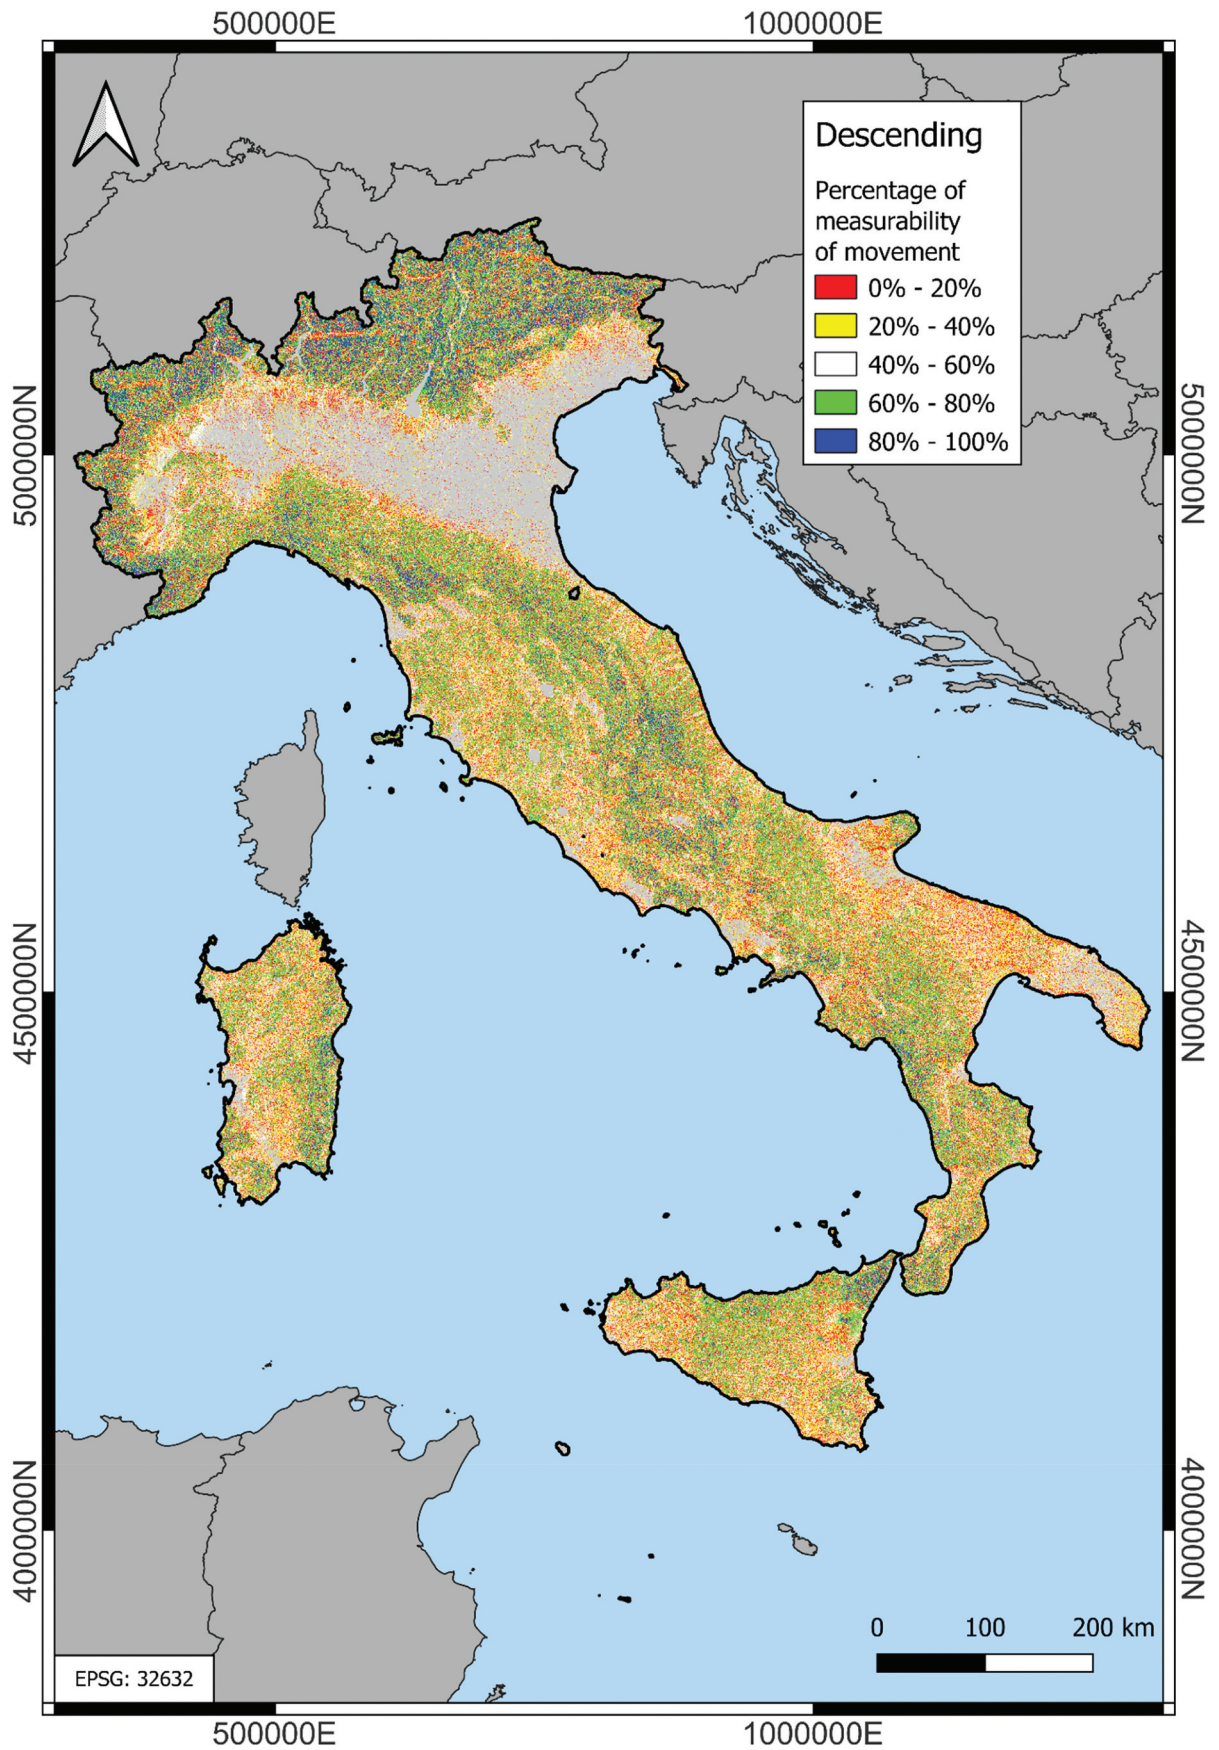 500000E 1000000E
Descending
Percentage of
measurability
of movement
0% - 20%
20% - 40%
40% - 60%
60% - 80%
80% - 100%
5000000N 5000000N
4500000N 4500000N
4000000N 4000000N
0 100 200 km
EPSG: 32632
500000E 1000000E